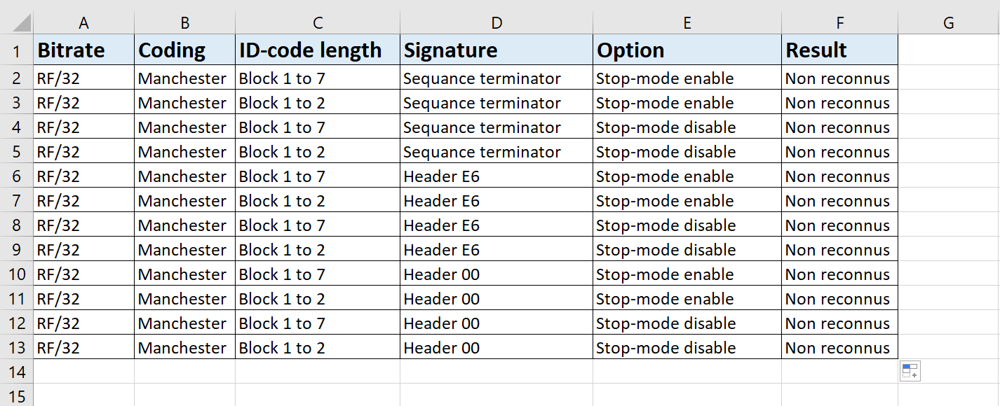 A B C D E F G
1 Bitrate Coding ID-code length Signature Option Result
2 RF/32 Manchester Block 1 to 7 Sequance terminator Stop-mode enable Non reconnus
3 RF/32 Manchester Block 1 to 2 Sequance terminator Stop-mode enable Non reconnus
4 RF/32 Manchester Block 1 to 7 Sequance terminator Stop-mode disable Non reconnus
5 RF/32 Manchester Block 1 to 2 Sequance terminator Stop-mode disable Non reconnus
6 RF/32 Manchester Block 1 to 7 Header E6 Stop-mode enable Non reconnus
7 RF/32 Manchester Block 1 to 2 Header E6 Stop-mode enable Non reconnus
8 RF/32 Manchester Block 1 to 7 Header E6 Stop-mode disable Non reconnus
9 RF/32 Manchester Block 1 to 2 Header E6 Stop-mode disable Non reconnus
10 RF/32 Manchester Block 1 to 7 Header 00 Stop-mode enable Non reconnus
11 RF/32 Manchester Block 1 to 2 Header 00 Stop-mode enable Non reconnus
12 RF/32 Manchester Block 1 to 7 Header 00 Stop-mode disable Non reconnus
13 RF/32 Manchester Block 1 to 2 Header 00 Stop-mode disable Non reconnus
14
15